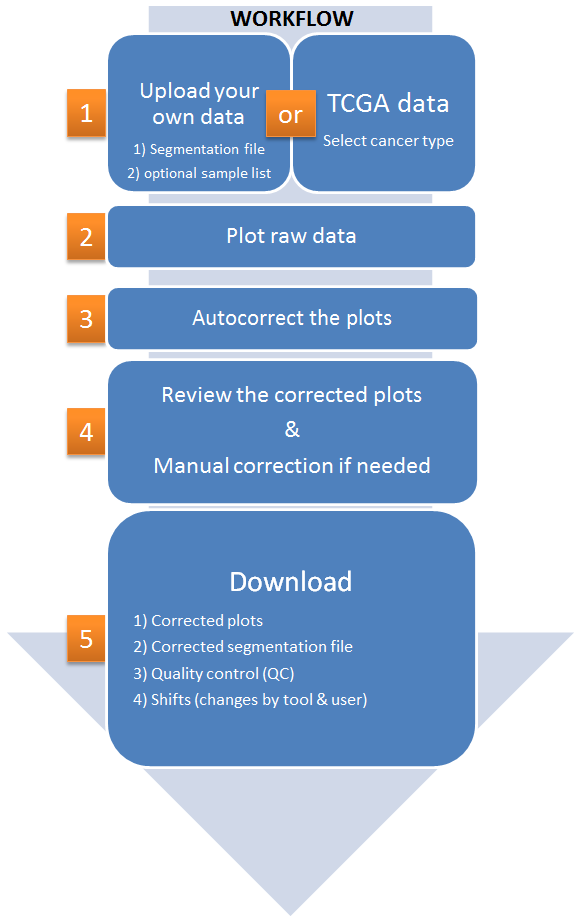 WORKFLOW
1
Upload your
own data
1) Segmentation file
2) optional sample list
or
TCGA data
Select cancer type
2
Plot raw data
3
Autocorrect the plots
4
Review the corrected plots
&
Manual correction if needed
5
Download
1) Corrected plots
2) Corrected segmentation file
3) Quality control (QC)
4) Shifts (changes by tool & user)